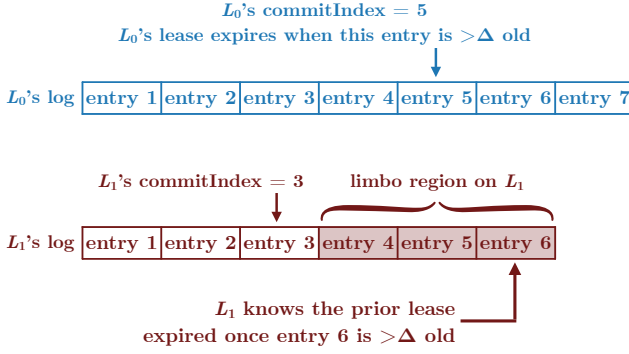 L₀'s commitIndex = 5
L₀'s lease expires when this entry is >Δ old
L₀'s log entry 1 entry 2 entry 3 entry 4 entry 5 entry 6 entry 7
L₁'s commitIndex = 3 limbo region on L₁
L₁'s log entry 1 entry 2 entry 3 entry 4 entry 5 entry 6
L₁ knows the prior lease
expired once entry 6 is >Δ old